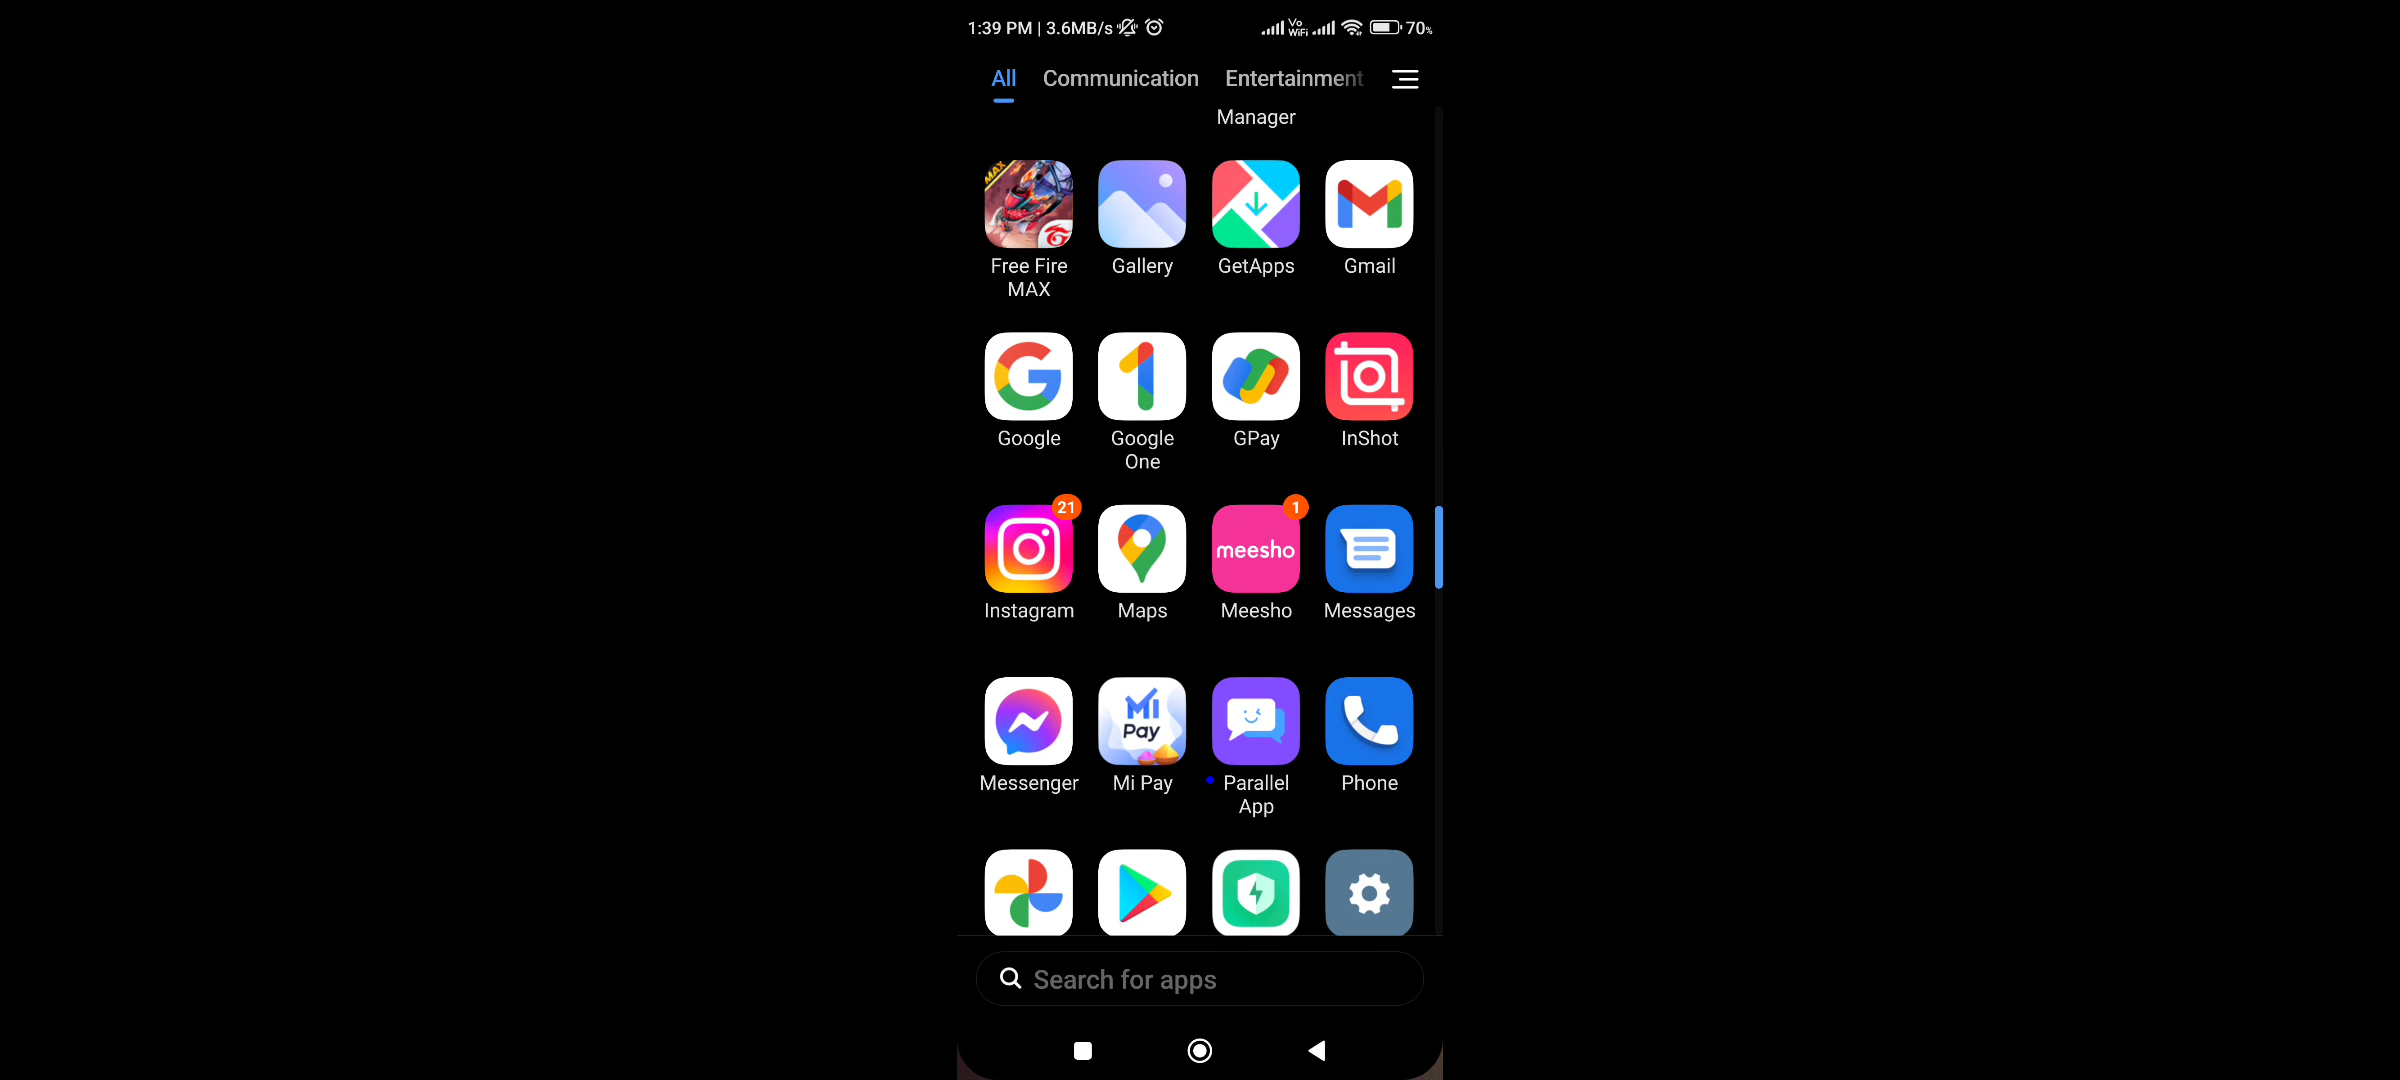 1:39 PM | 3.6MB/s Vo WiFi 70%
All Communication Entertainment
Manager
MAX
Free Fire MAX Gallery GetApps Gmail
Google Google One GPay InShot
21 meesho 1
Instagram Maps Meesho Messages
Mi Pay
Messenger Mi Pay Parallel App Phone
Search for apps